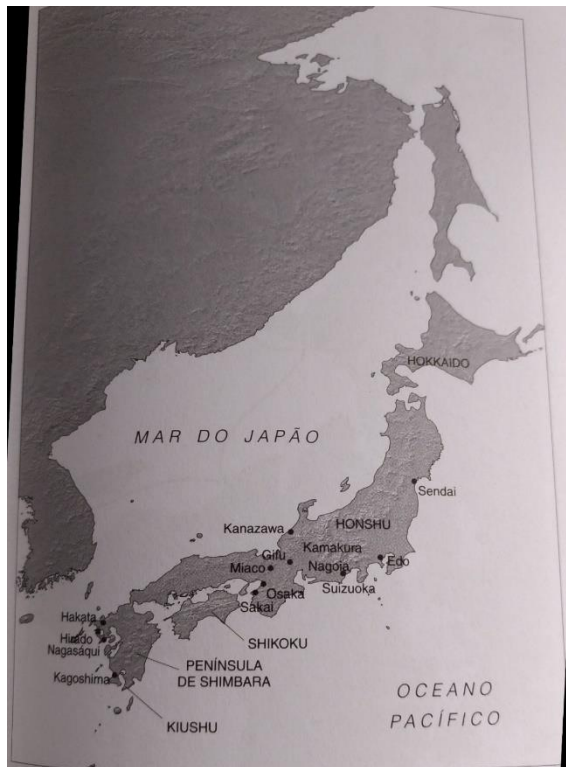 HOKKAIDO
MAR DO JAPÃO
Sendai
Kanazawa
HONSHU
Gifu
Kamakura
Miaco
Nagoia
Edo
Osaka
Suizuoka
Sakai
Hakata
Hirado
SHIKOKU
Nagasáqui
PENÍNSULA
DE SHIMBARA
Kagoshima
OCEANO
PACÍFICO
KIUSHU